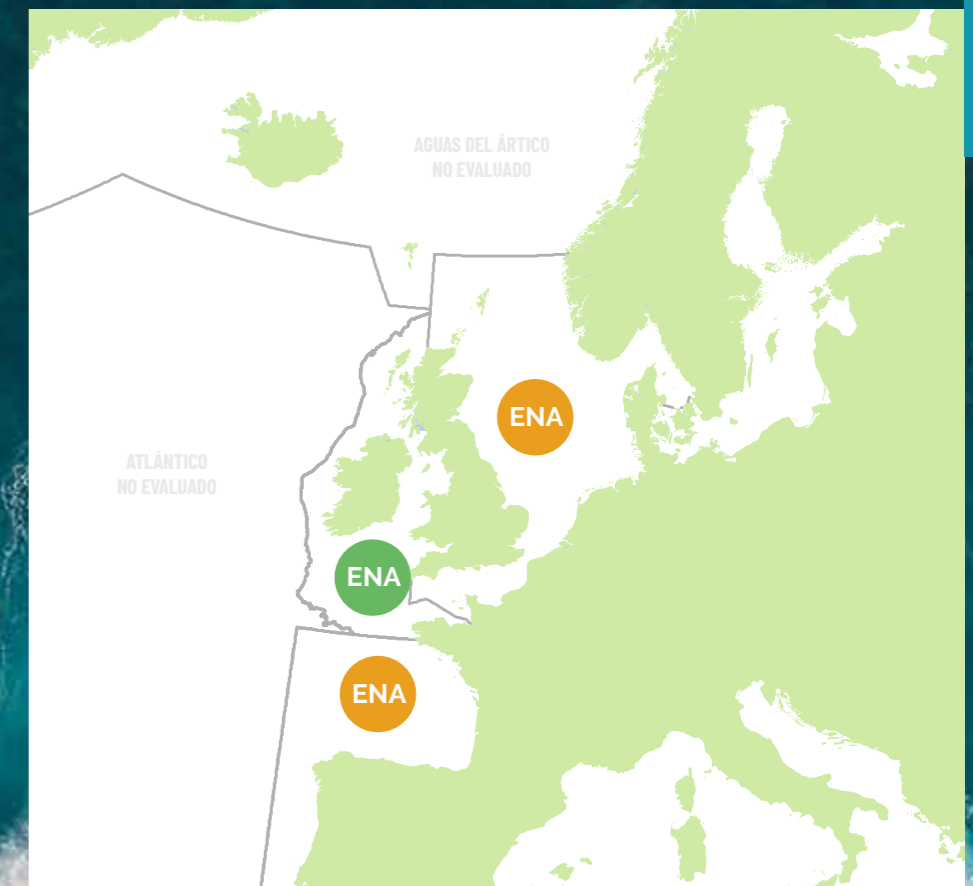 AGUAS DEL ÁRTICO
NO EVALUADO
ENA
ATLÁNTICO
NO EVALUADO
ENA
ENA